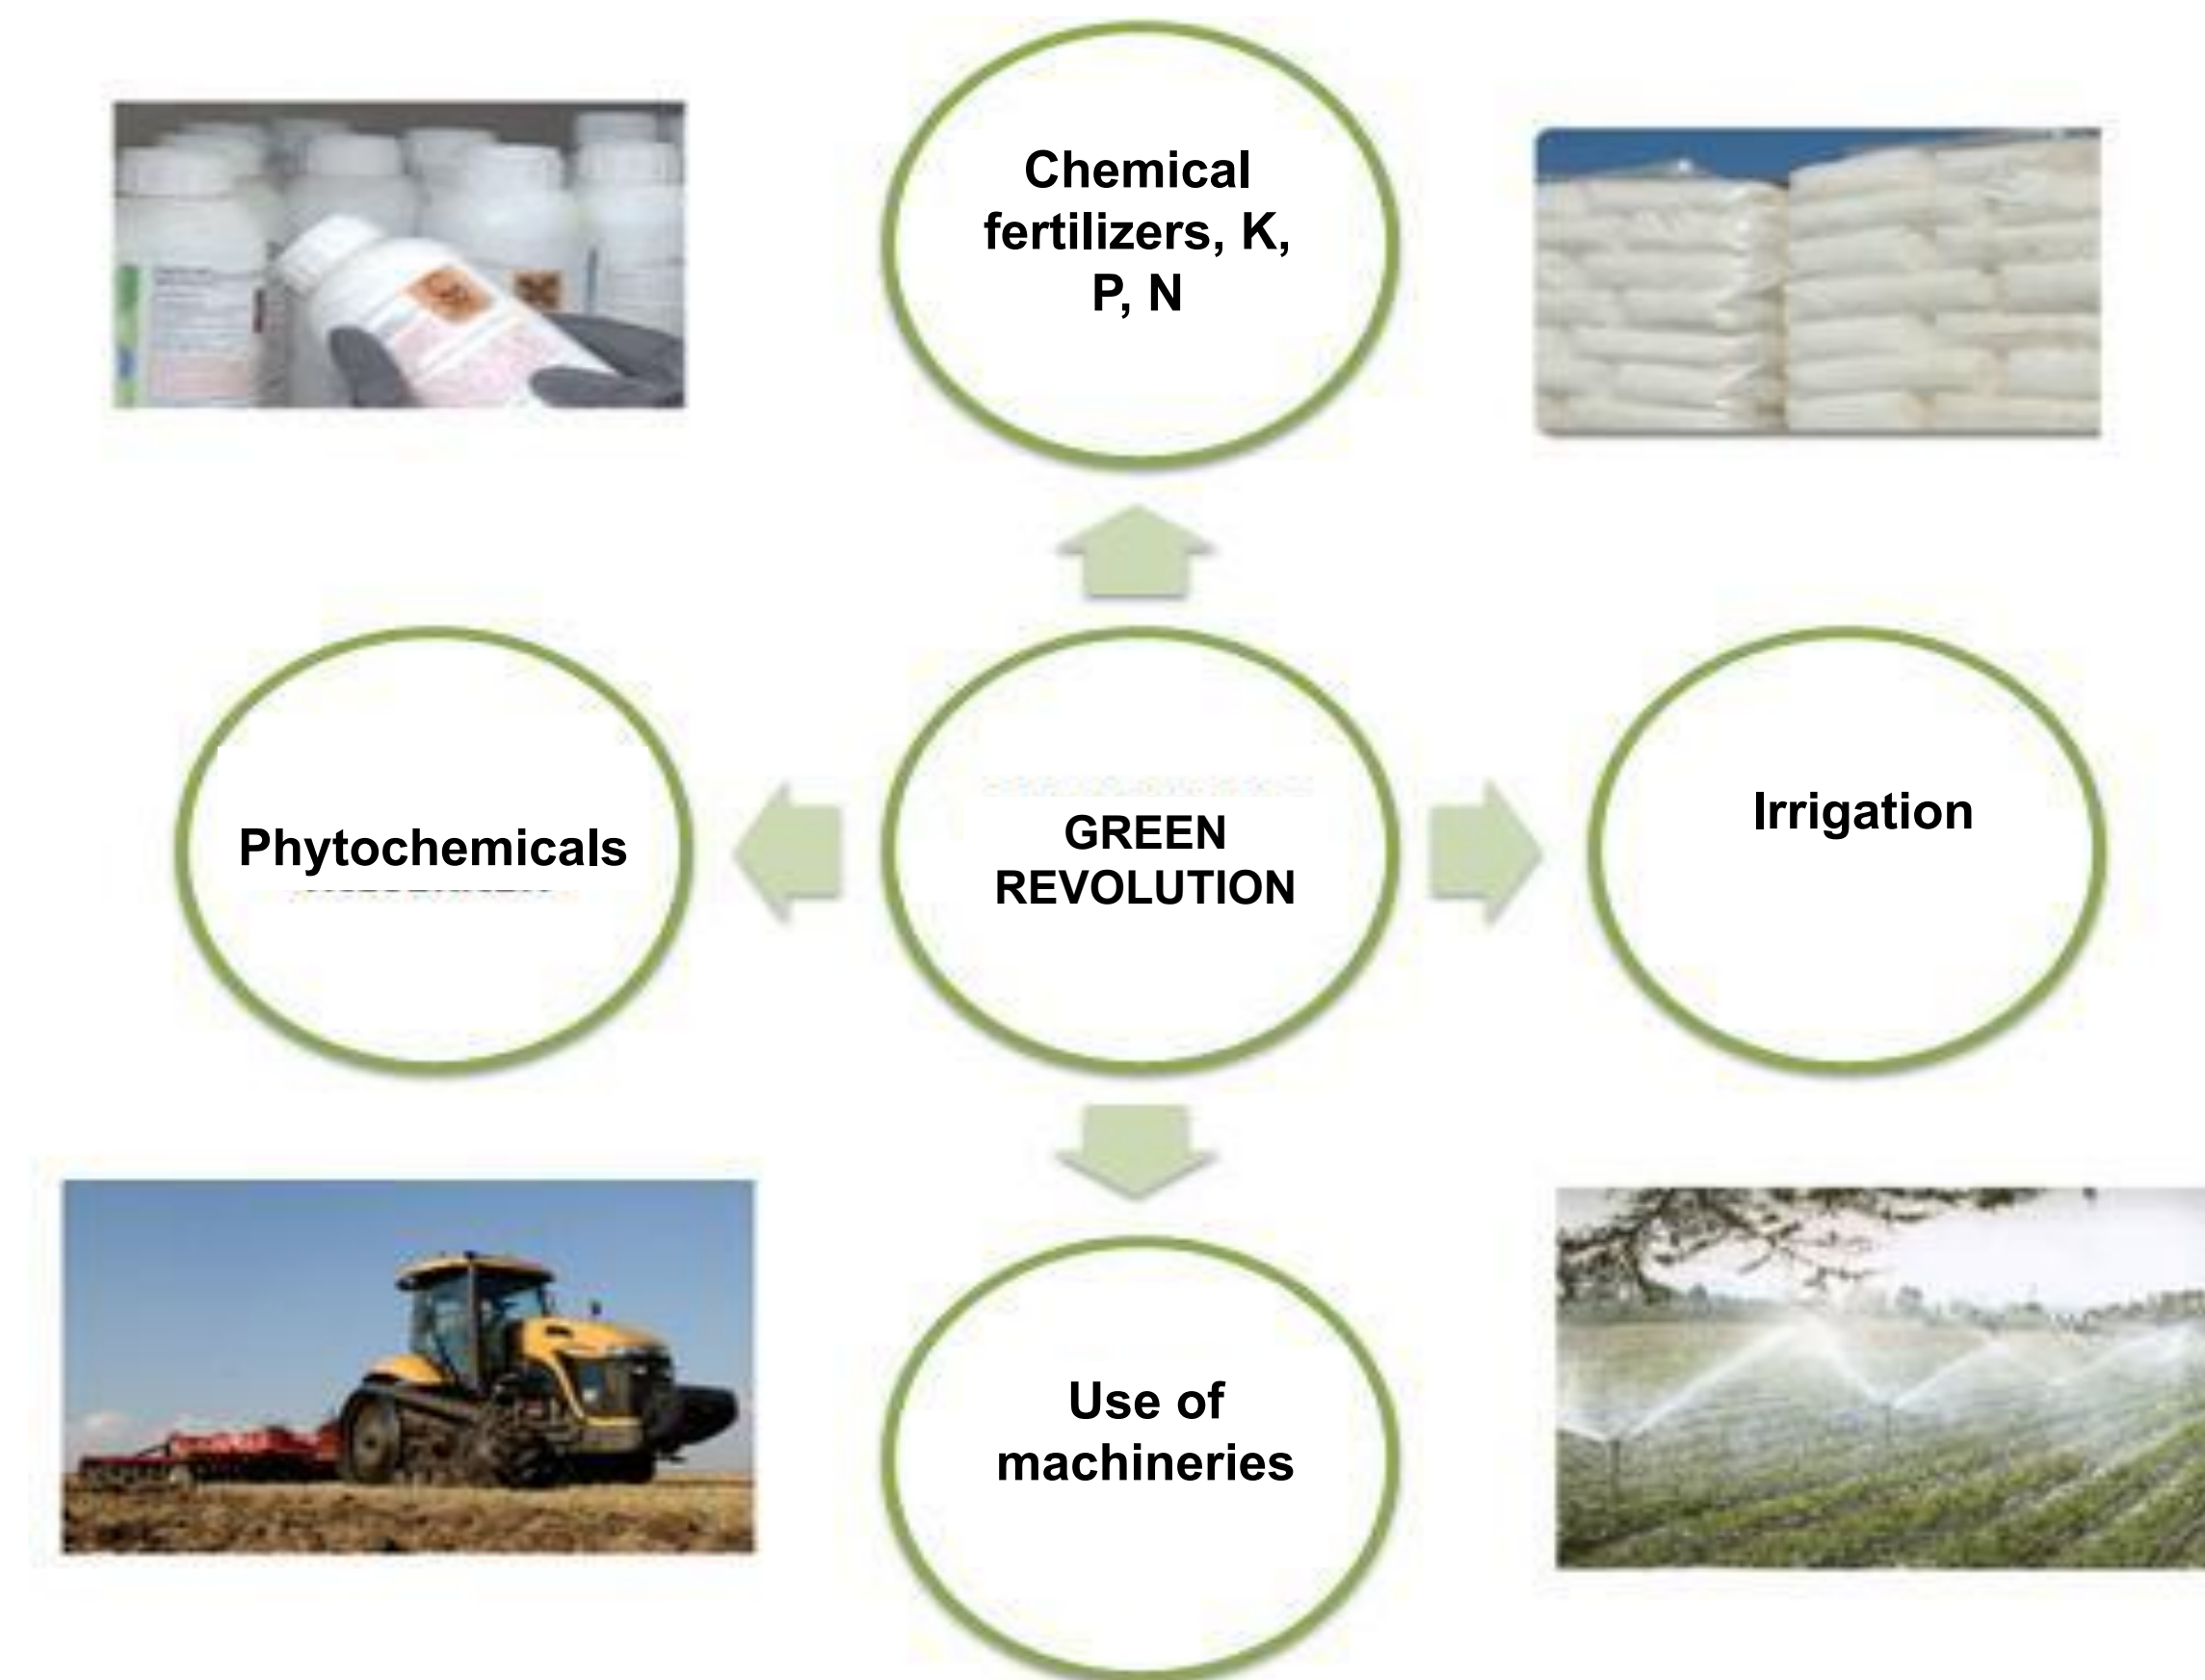 Chemical
fertilizers, K,
P, N
Phytochemicals
GREEN
REVOLUTION
Irrigation
Use of
machineries